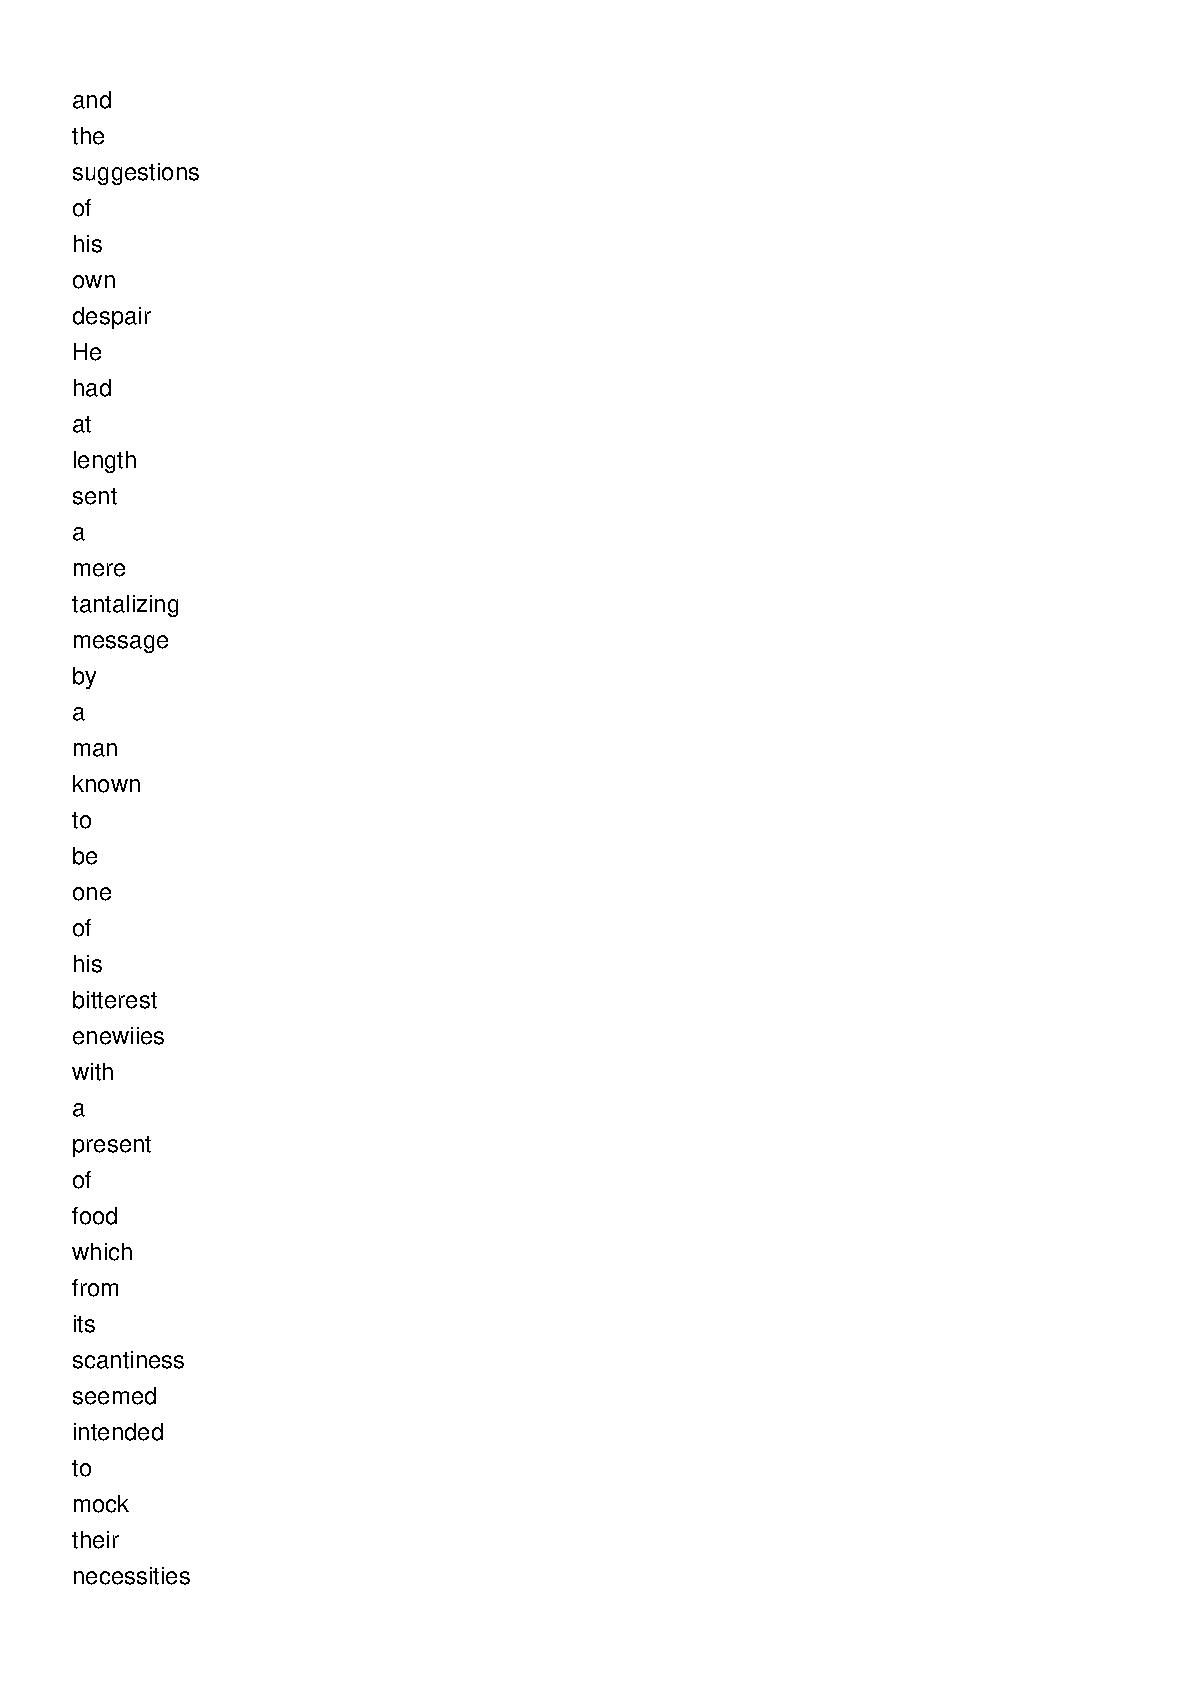 and
the
suggestions
of
his
own
despair
He
had
at
length
sent
a
mere
tantalizing
message
by
a
man
known
to
be
one
of
his
bitterest
enewiies
with
a
present
of
food
which
from
its
scantiness
seemed
intended
to
mock
their
necessities